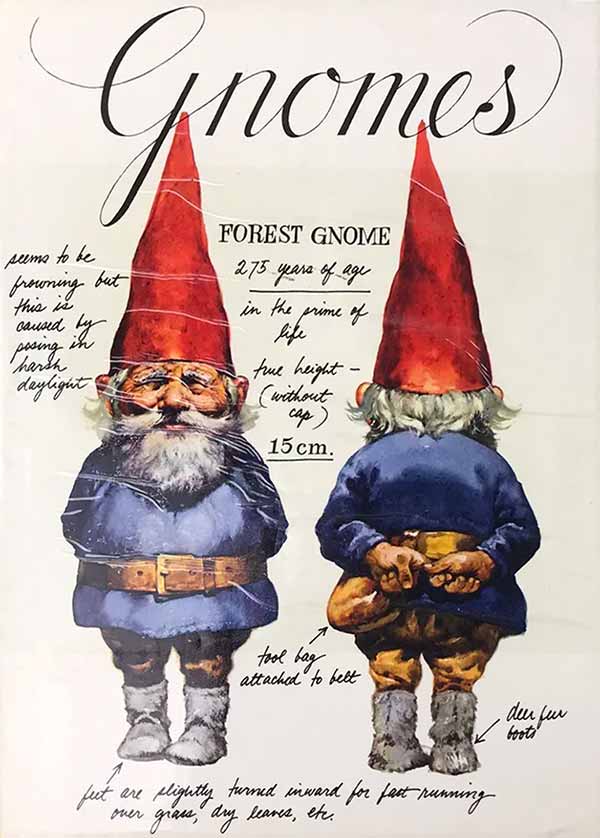 Gnomes
FOREST GNOME
275 years of age
in the prime of
life
true height –
(without
cap)
15 cm.
seems to be
frowning but
this is
caused by
posing in
harsh
daylight
tool bag
attached to belt
deer fur
boots
feet are slightly turned inward for fast running
over grass, dry leaves, etc.